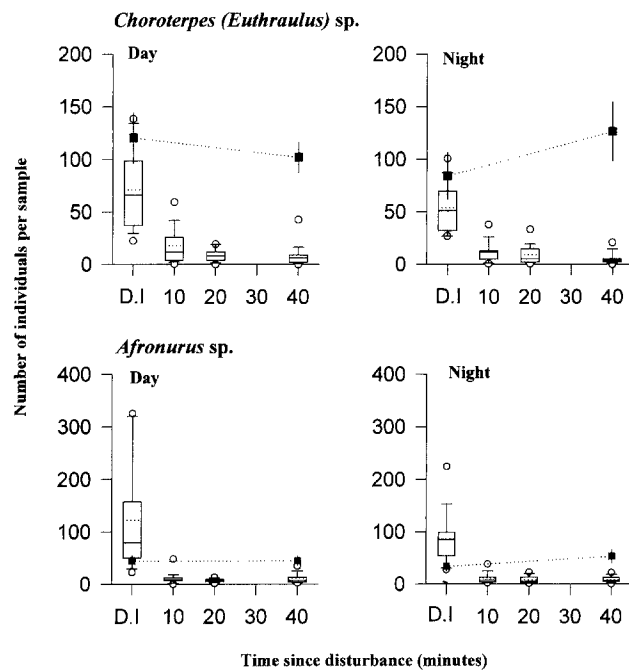 Choroterpes (Euthraulus) sp.
Day
Night
200
150
100
50
0
D.I 10 20 30 40
200
150
100
50
0
D.I 10 20 30 40
Number of individuals per sample
Afronurus sp.
Day
Night
400
300
200
100
0
D.I 10 20 30 40
400
300
200
100
0
D.I 10 20 30 40
Time since disturbance (minutes)